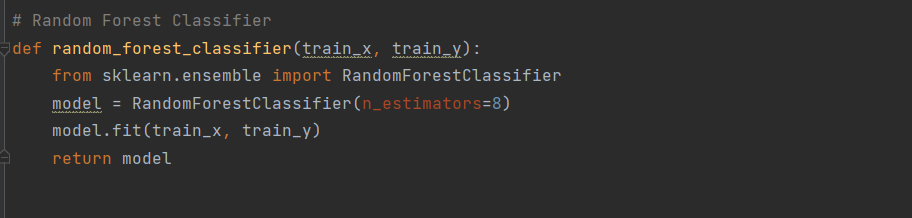 # Random Forest Classifier
def random_forest_classifier(train_x, train_y):
    from sklearn.ensemble import RandomForestClassifier
    model = RandomForestClassifier(n_estimators=8)
    model.fit(train_x, train_y)
    return model